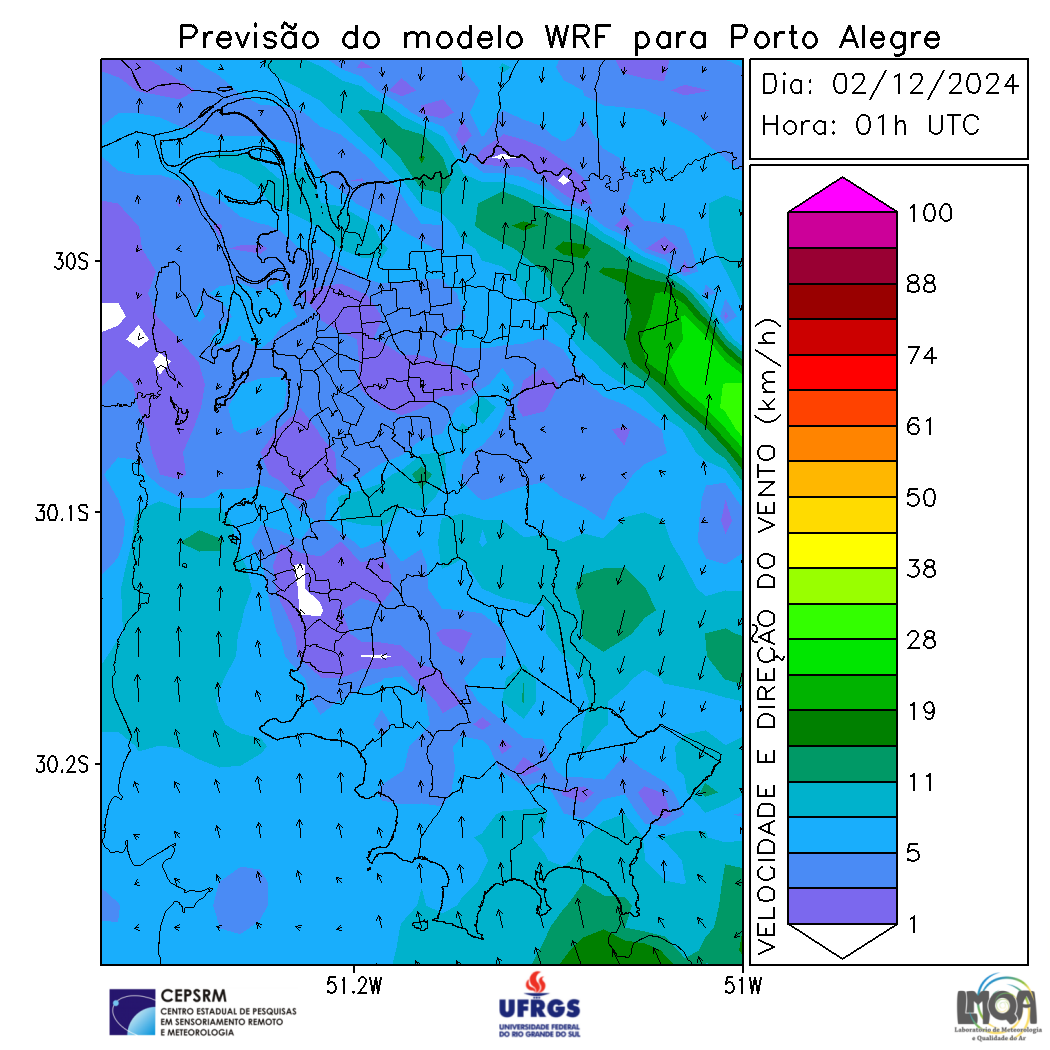 Previsão do modelo WRF para Porto Alegre
Dia: 02/12/2024
Hora: 01h UTC
30S
30.1S
30.2S
51.2W
51W
VELOCIDADE E DIREÇÃO DO VENTO (km/h)
100
88
74
61
50
38
28
19
11
5
1
CEPSRM
CENTRO ESTADUAL DE PESQUISAS
EM SENSORIAMENTO REMOTO
E METEOROLOGIA
UFRGS
UNIVERSIDADE FEDERAL
DO RIO GRANDE DO SUL
LMQA
Laboratório de Meteorologia
e Qualidade do Ar